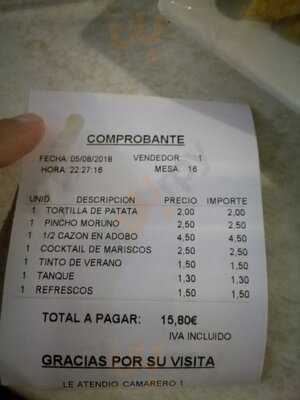 COMPROBANTE
FECHA: 05/08/2018 VENDEDOR: 1
HORA: 22:27:16 MESA: 16
UNID. DESCRIPCION PRECIO IMPORTE
1 TORTILLA DE PATATA 2,00 2,00
1 PINCHO MORUNO 2,50 2,50
1 1/2 CAZON EN ADOBO 4,50 4,50
1 COCKTAIL DE MARISCOS 2,50 2,50
1 TINTO DE VERANO 1,50 1,50
1 TANQUE 1,30 1,30
1 REFRESCOS 1,50 1,50
TOTAL A PAGAR: 15,80€
IVA INCLUIDO
GRACIAS POR SU VISITA
LE ATENDIO CAMARERO 1